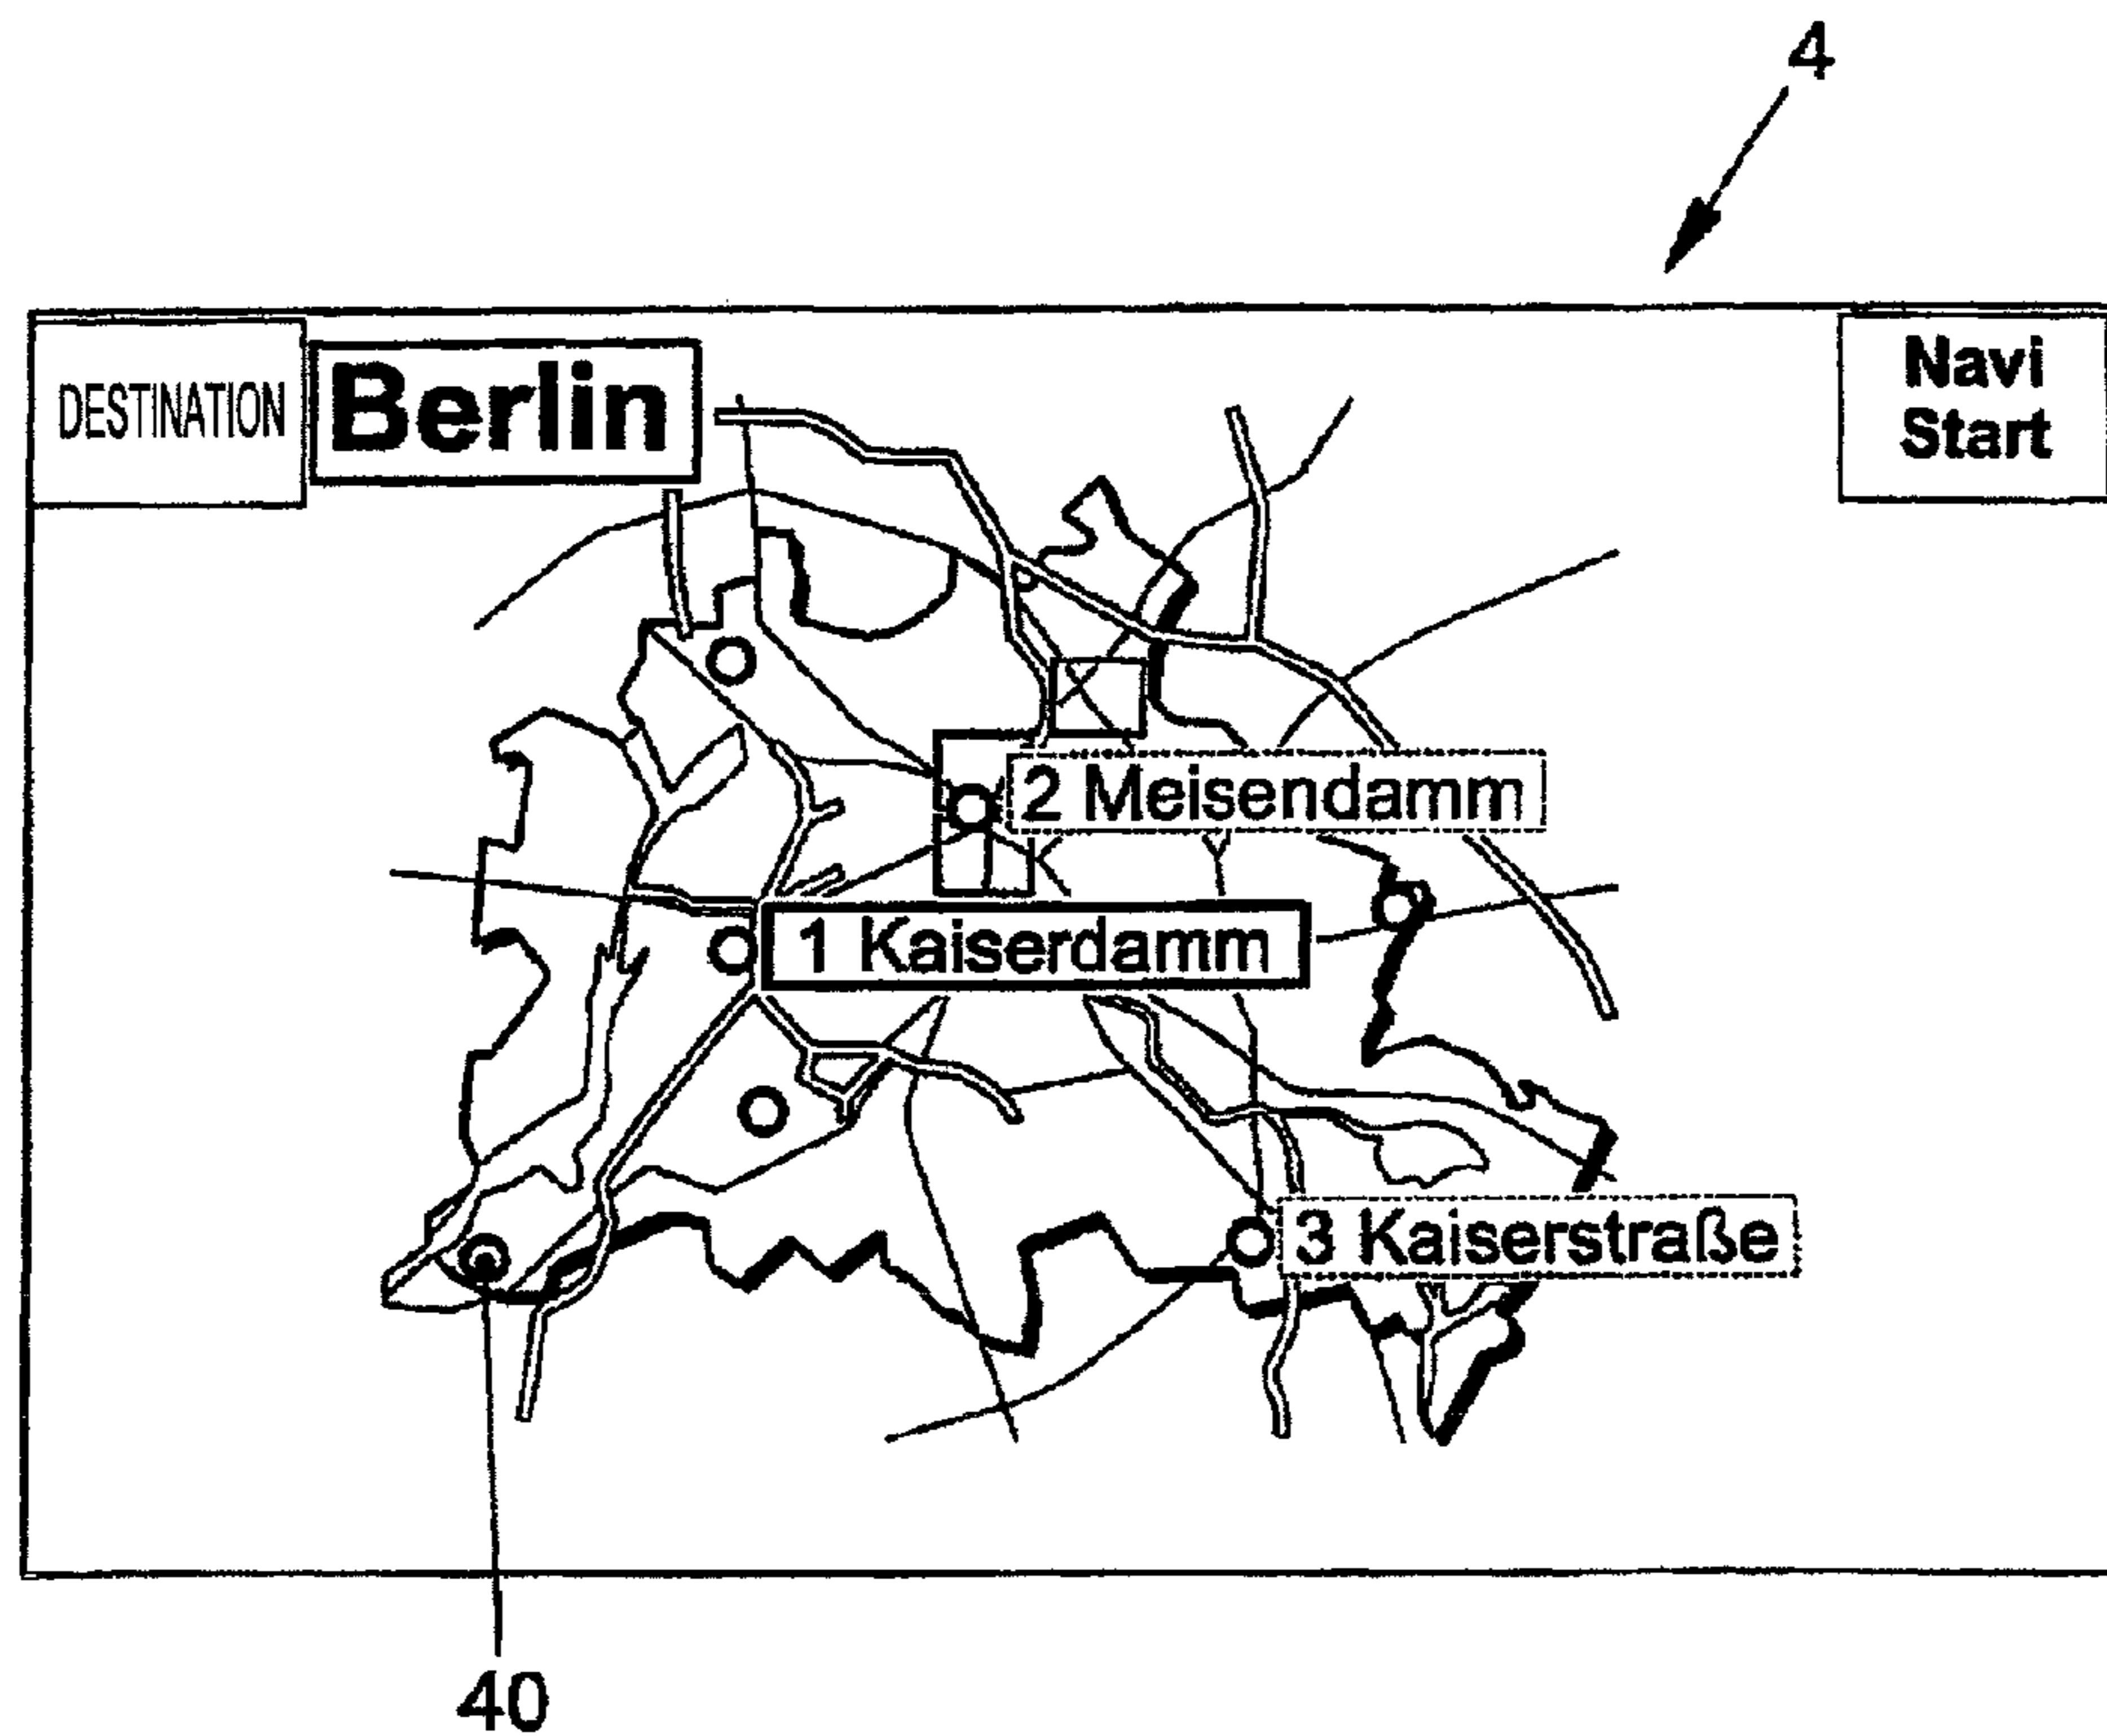 4
DESTINATION
Berlin
Navi
Start
2 Meisendamm
1 Kaiserdamm
3 Kaiserstraße
40